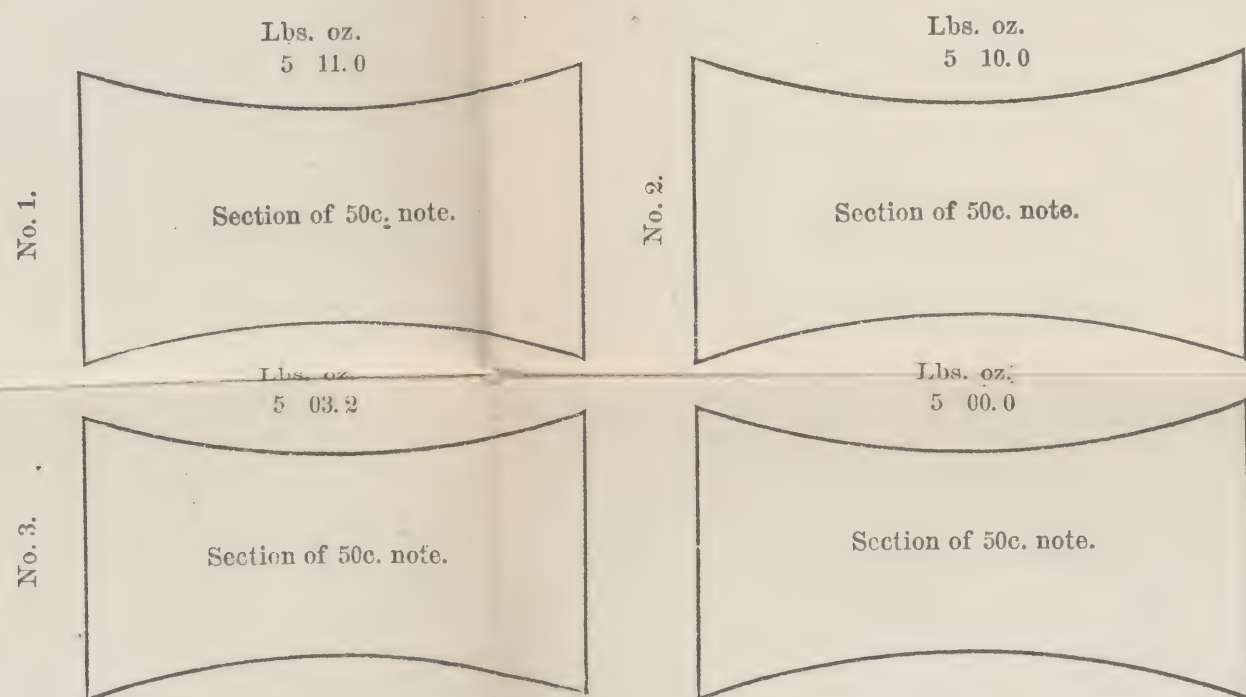 Lbs. oz.
5 11.0
No. 1.
Section of 50c. note.
Lbs. oz.
5 10.0
No. 2.
Section of 50c. note.
Lbs. oz.
5 03.2
No. 3.
Section of 50c. note.
Lbs. oz.
5 00.0
Section of 50c. note.